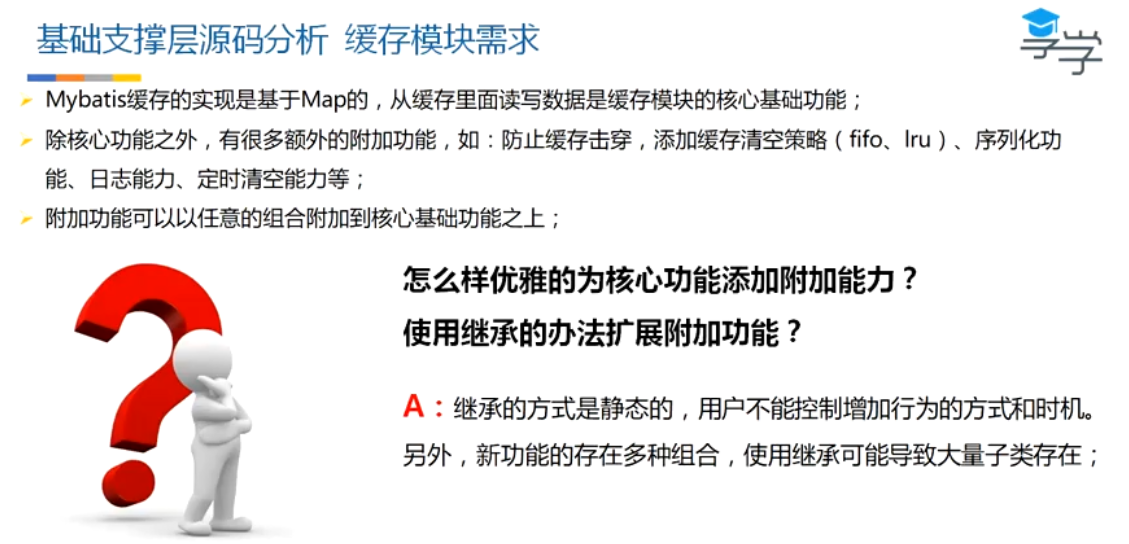 基础支撑层源码分析 缓存模块需求
享学
Mybatis缓存的实现是基于Map的，从缓存里面读写数据是缓存模块的核心基础功能；
除核心功能之外，有很多额外的附加功能，如：防止缓存击穿，添加缓存清空策略（fifo、lru）、序列化功
能、日志能力、定时清空能力等；
附加功能可以以任意的组合附加到核心基础功能之上；
怎么样优雅的为核心功能添加附加能力？
使用继承的办法扩展附加功能？
A：继承的方式是静态的，用户不能控制增加行为的方式和时机。
另外，新功能的存在多种组合，使用继承可能导致大量子类存在；